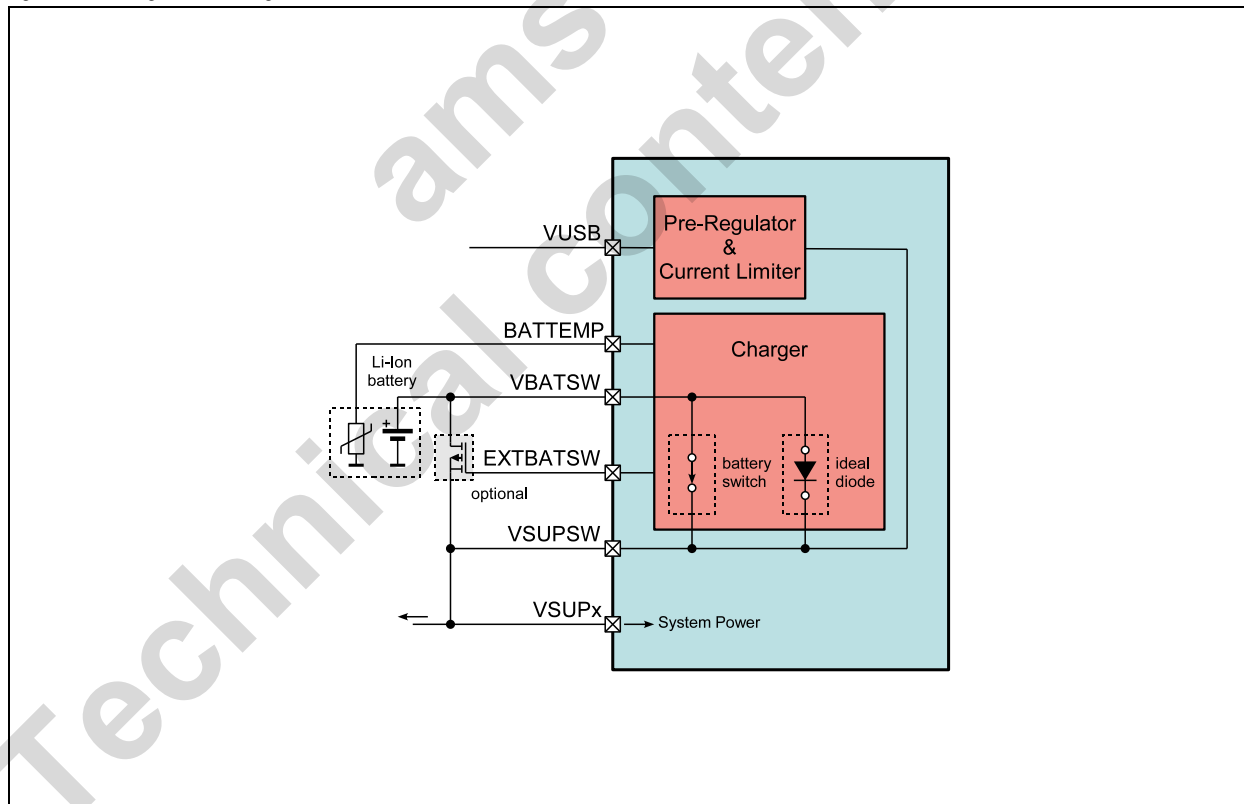 ams
Technical conten
Pre-Regulator
&
Current Limiter
VUSB
BATTEMP
Charger
Li-Ion
battery
VBATSW
+
EXTBATSW
battery
switch
ideal
diode
optional
VSUPSW
VSUPx
System Power